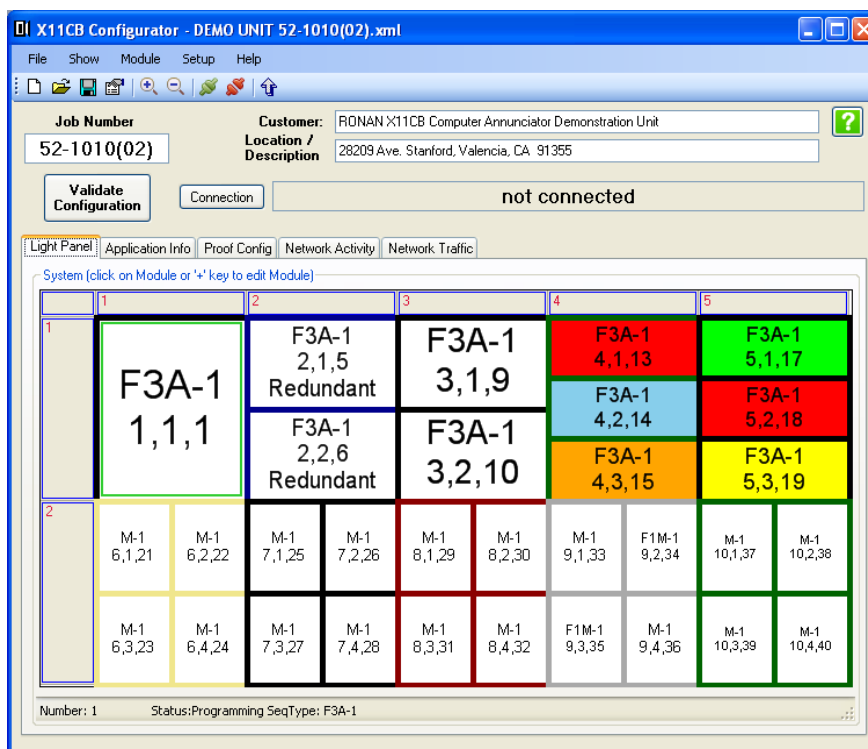 X11CB Configurator - DEMO UNIT 52-1010(02).xml
File Show Module Setup Help
Job Number
52-1010(02)
Customer: RONAN X11CB Computer Annunciator Demonstration Unit
Location /
Description
28209 Ave. Stanford, Valencia, CA 91355
?
Validate
Configuration
Connection
not connected
Light Panel Application Info Proof Config Network Activity Network Traffic
System (click on Module or '+' key to edit Module)
1 2 3 4 5
1
F3A-1
1,1,1
F3A-1
2,1,5
Redundant
F3A-1
2,2,6
Redundant
F3A-1
3,1,9
F3A-1
3,2,10
F3A-1
4,1,13
F3A-1
4,2,14
F3A-1
4,3,15
F3A-1
5,1,17
F3A-1
5,2,18
F3A-1
5,3,19
2
M-1 M-1 M-1 M-1 M-1 M-1 M-1 F1M-1 M-1 M-1
6,1,21 6,2,22 7,1,25 7,2,26 8,1,29 8,2,30 9,1,33 9,2,34 10,1,37 10,2,38
M-1 M-1 M-1 M-1 M-1 M-1 F1M-1 M-1 M-1 M-1
6,3,23 6,4,24 7,3,27 7,4,28 8,3,31 8,4,32 9,3,35 9,4,36 10,3,39 10,4,40
Number: 1 Status:Programming SeqType: F3A-1